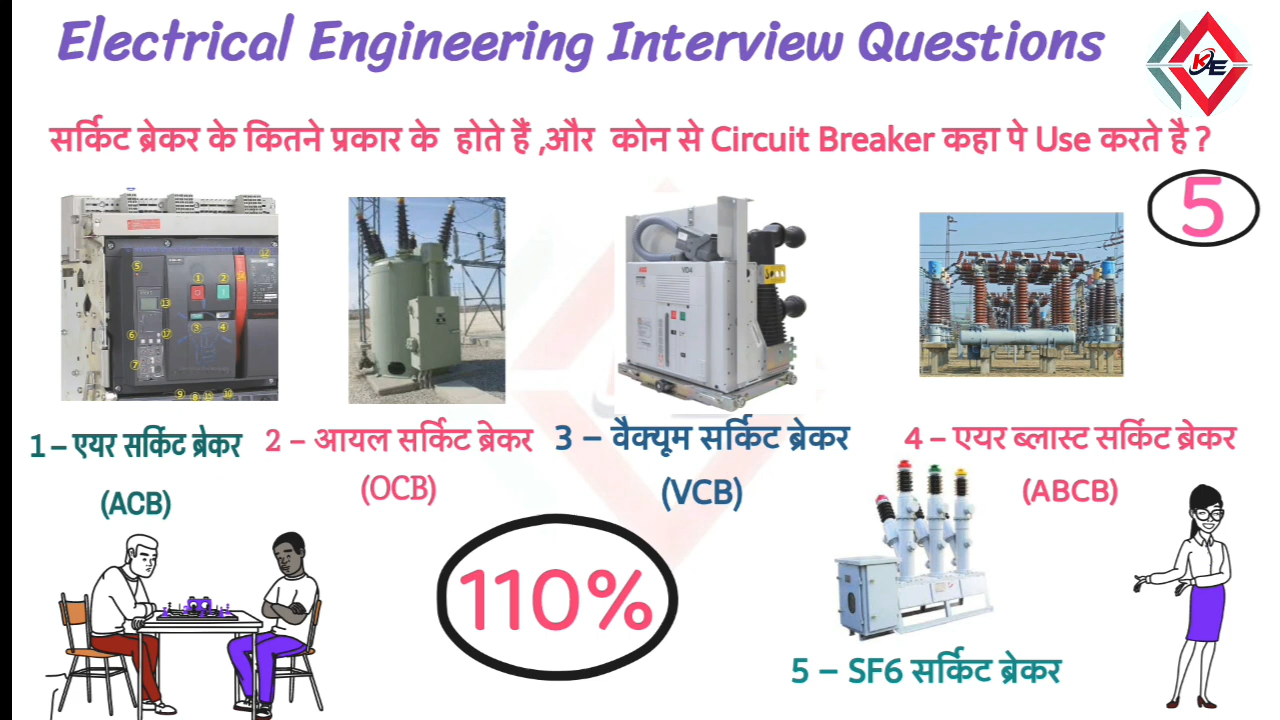 Electrical Engineering Interview Questions
KAE
सर्किट ब्रेकर के कितने प्रकार के होते हैं ,और कोन से Circuit Breaker कहा पे Use करते है ?
5
1 – एयर सर्किट ब्रेकर
(ACB)
2 – आयल सर्किट ब्रेकर
(OCB)
3 – वैक्यूम सर्किट ब्रेकर
(VCB)
4 – एयर ब्लास्ट सर्किट ब्रेकर
(ABCB)
110%
5 – SF6 सर्किट ब्रेकर